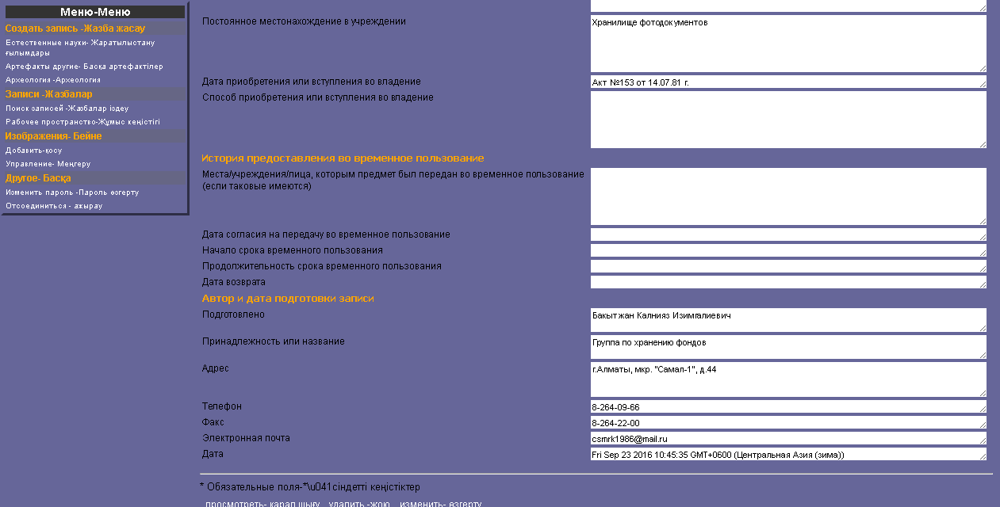 Меню-Меню
Создать запись -Жазба жасау
Естественные науки- Жаратылыстану
ғылымдары
Артефакты другие- Басқа артефактілер
Археология -Археология
Записи -Жазбалар
Поиск записей -Жазбалар іздеу
Рабочее пространство-Жұмыс кеңістігі
Изображения- Бейне
Добавить-қосу
Управление- Меңгеру
Другое- Басқа
Изменить пароль -Пароль өзгерту
Отсоединиться - ажырау
Постоянное местонахождение в учреждении
Хранилище фотодокументов
Дата приобретения или вступления во владение
Акт №153 от 14.07.81 г.
Способ приобретения или вступления во владение
История предоставления во временное пользование
Места/учреждения/лица, которым предмет был передан во временное пользование
(если таковые имеются)
Дата согласия на передачу во временное пользование
Начало срока временного пользования
Продолжительность срока временного пользования
Дата возврата
Автор и дата подготовки записи
Подготовлено
Бакытжан Калнияз Изимгалиевич
Принадлежность или название
Группа по хранению фондов
Адрес
г.Алматы, мкр. "Самал-1", д.44
Телефон
8-264-09-66
Факс
8-264-22-00
Электронная почта
csmrk1986@mail.ru
Дата
Fri Sep 23 2016 10:45:35 GMT+0600 (Центральная Азия (зима))
* Обязательные поля-*\u041сіндетті кеңістіктер
просмотреть- қарап шығу удалить -жою изменить- өзгерту